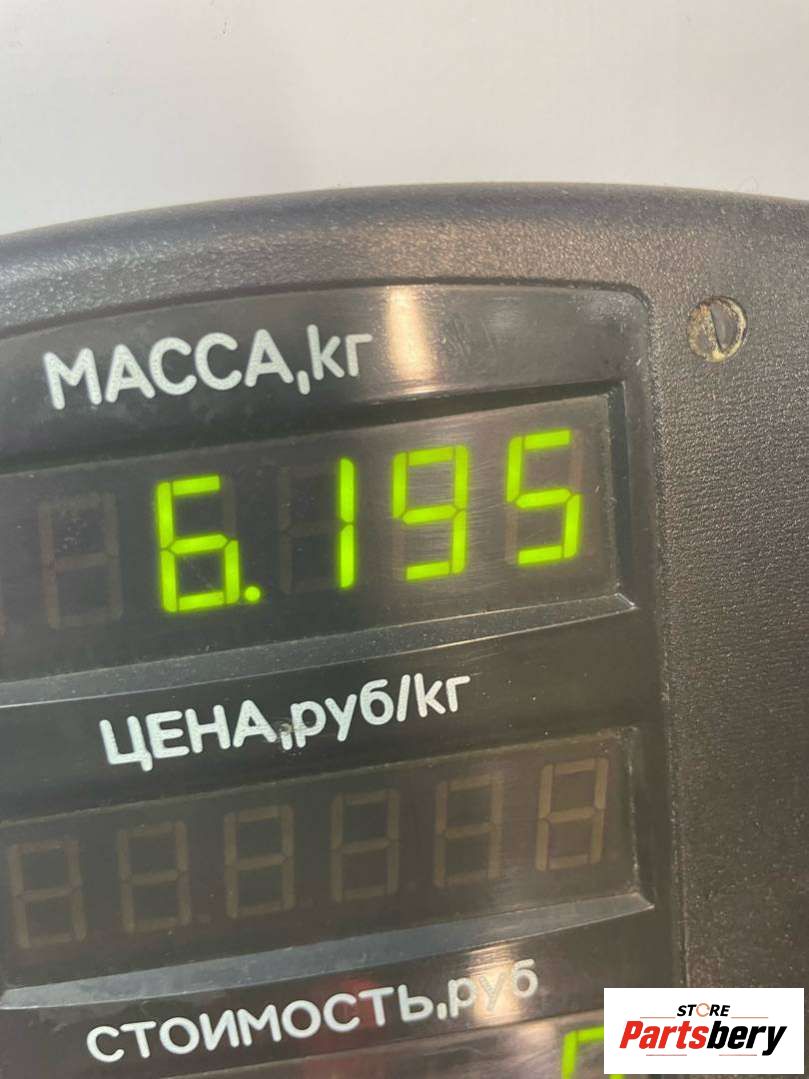 МАССА,кг
6.195
ЦЕНА,руб/кг
СТОИМОСТЬ,руб
STORE
Partsbery